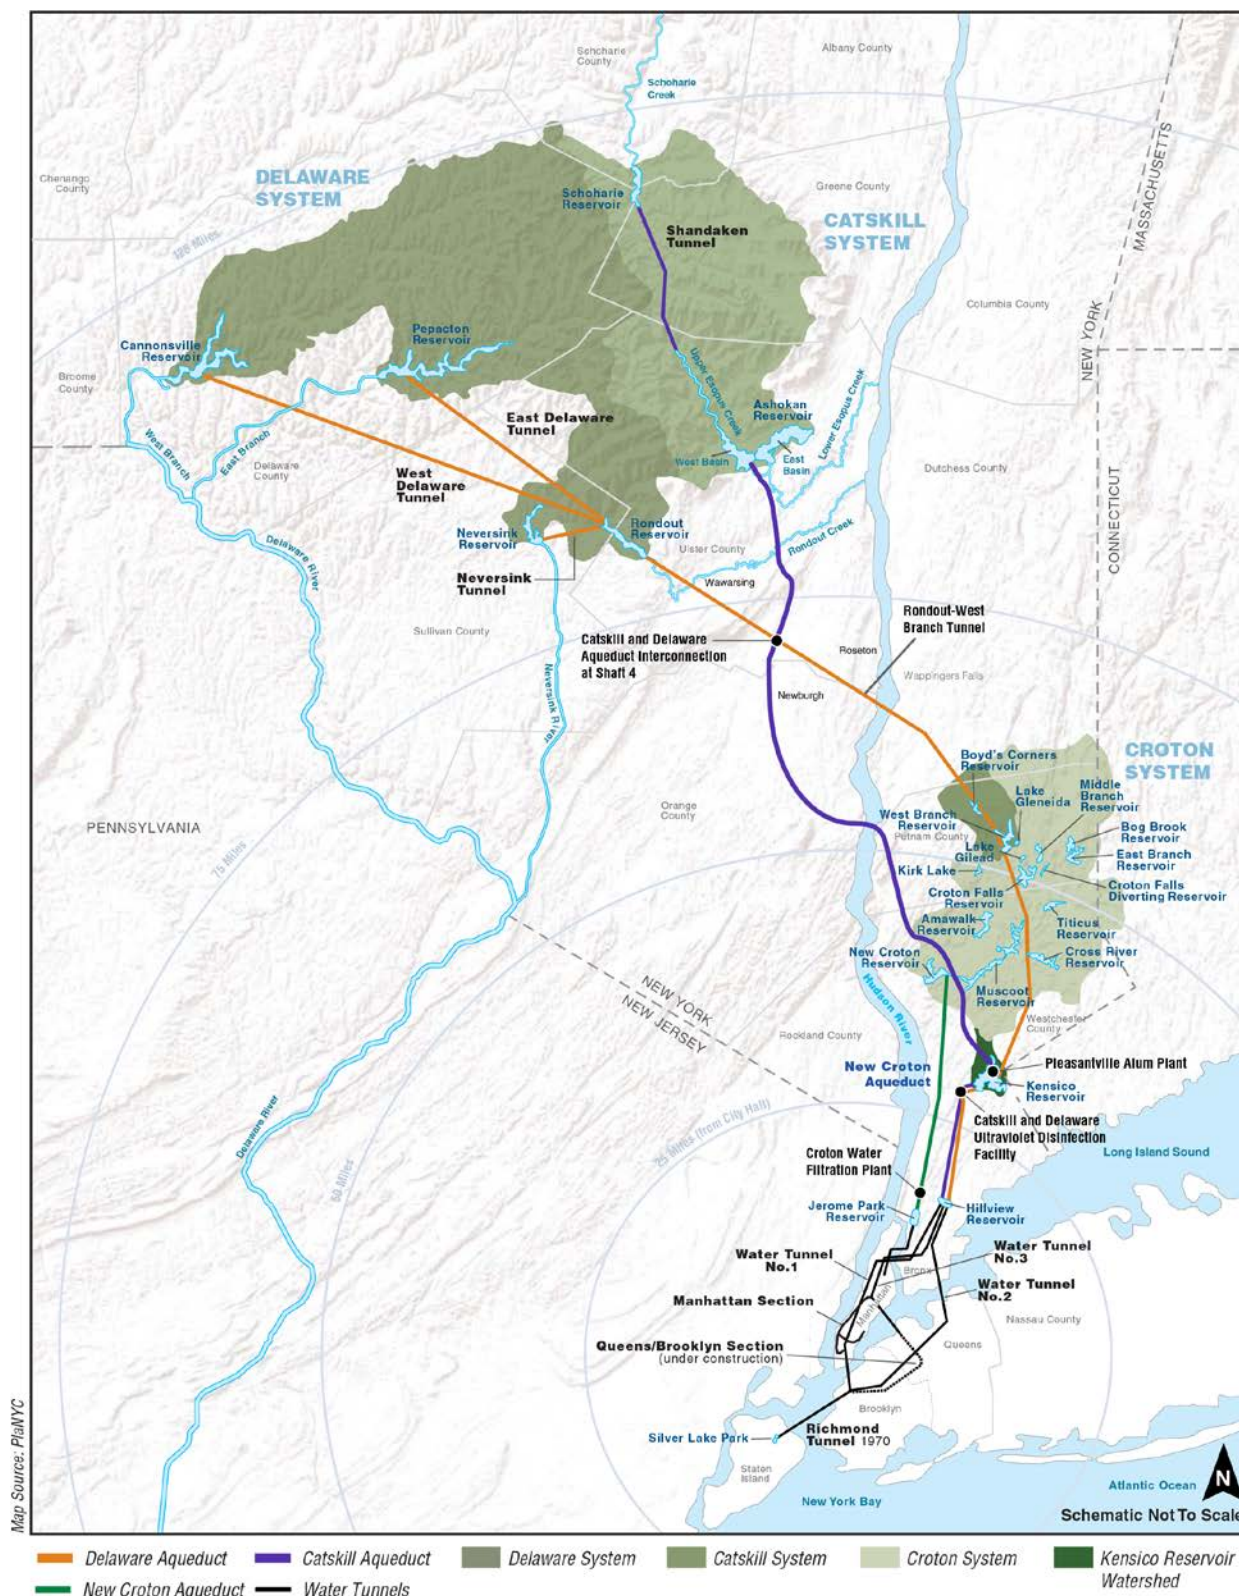 Schoharie
County
Albany County
Schoharie
Creek
MASSACHUSETTS
DELAWARE
SYSTEM
Chenango
County
Greene County
Schoharie
Reservoir
CATSKILL
SYSTEM
Shandaken
Tunnel
125 Miles
Columbia County
NEW YORK
Pepacton
Reservoir
Cannonsville
Reservoir
Broome
County
Upper Esopus Creek
Ashokan
Reservoir
Lower Esopus Creek
East Delaware
Tunnel
West Branch
East Branch
West Basin
East
Basin
Delaware
County
West
Delaware
Tunnel
Dutchess County
CONNECTICUT
Neversink
Reservoir
Rondout
Reservoir
Ulster County
Rondout Creek
Delaware River
Neversink
Tunnel
Wawarsing
Rondout-West
Branch Tunnel
Sullivan County
Catskill and Delaware
Aqueduct Interconnection
at Shaft 4
Roseton
Wappingers Falls
Neversink River
Newburgh
Boyd's Corners
Reservoir
CROTON
SYSTEM
Lake
Gleneida
Middle
Branch
Reservoir
Orange
County
West Branch
Reservoir
Putnam County
Bog Brook
Reservoir
PENNSYLVANIA
75 Miles
Lake
Gilead
East Branch
Reservoir
Kirk Lake
Croton Falls
Reservoir
Croton Falls
Diverting Reservoir
Amawalk
Reservoir
Titicus
Reservoir
New Croton
Reservoir
Cross River
Reservoir
Muscoot
Reservoir
NEW YORK
NEW JERSEY
Hudson River
Rockland County
Westchester
County
New Croton
Aqueduct
Pleasantville Alum Plant
Kensico
Reservoir
Delaware River
50 Miles
25 Miles (from City Hall)
Catskill and Delaware
Ultraviolet Disinfection
Facility
Long Island Sound
Croton Water
Filtration Plant
Jerome Park
Reservoir
Hillview
Reservoir
Water Tunnel
No.1
Water Tunnel
No.3
Bronx
Water Tunnel
No.2
Manhattan Section
Manhattan
Nassau County
Queens/Brooklyn Section
(under construction)
Queens
Brooklyn
Silver Lake Park
Richmond
Tunnel 1970
Staten
Island
New York Bay
Atlantic Ocean
N
Schematic Not To Scale
Map Source: PlaNYC
Delaware Aqueduct
Catskill Aqueduct
Delaware System
Catskill System
Croton System
Kensico Reservoir
Watershed
New Croton Aqueduct
Water Tunnels